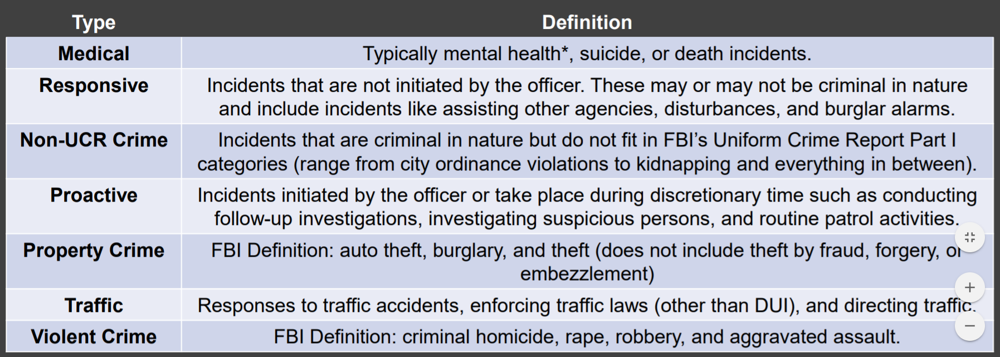 Type
Definition
Medical
Typically mental health*, suicide, or death incidents.
Responsive
Incidents that are not initiated by the officer. These may or may not be criminal in nature
and include incidents like assisting other agencies, disturbances, and burglar alarms.
Non-UCR Crime
Incidents that are criminal in nature but do not fit in FBI’s Uniform Crime Report Part I
categories (range from city ordinance violations to kidnapping and everything in between).
Proactive
Incidents initiated by the officer or take place during discretionary time such as conducting
follow-up investigations, investigating suspicious persons, and routine patrol activities.
Property Crime
FBI Definition: auto theft, burglary, and theft (does not include theft by fraud, forgery, or
embezzlement)
Traffic
Responses to traffic accidents, enforcing traffic laws (other than DUI), and directing traffic.
Violent Crime
FBI Definition: criminal homicide, rape, robbery, and aggravated assault.